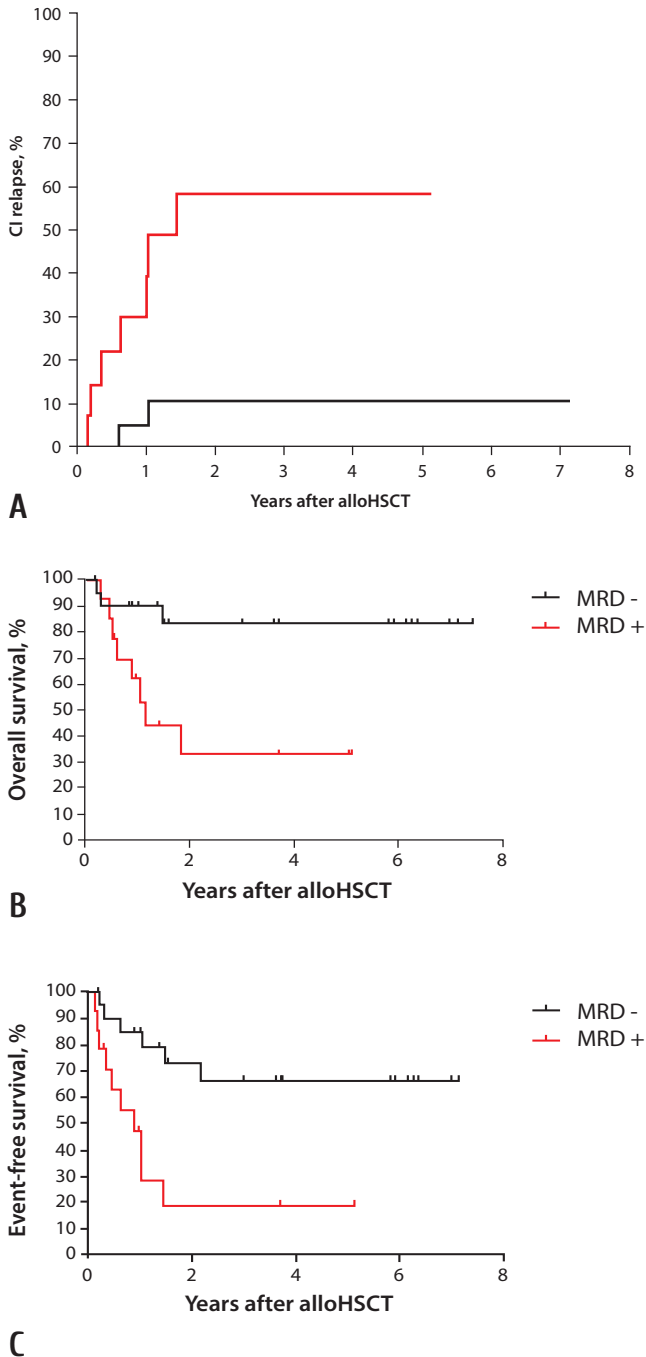 100
90
80
70
60
50
40
30
20
10
0
CI relapse, %
0 1 2 3 4 5 6 7 8
Years after alloHSCT
A
100
90
80
70
60
50
40
30
20
10
0
Overall survival, %
0 2 4 6 8
Years after alloHSCT
MRD -
MRD +
B
100
90
80
70
60
50
40
30
20
10
0
Event-free survival, %
0 2 4 6 8
Years after alloHSCT
MRD -
MRD +
C